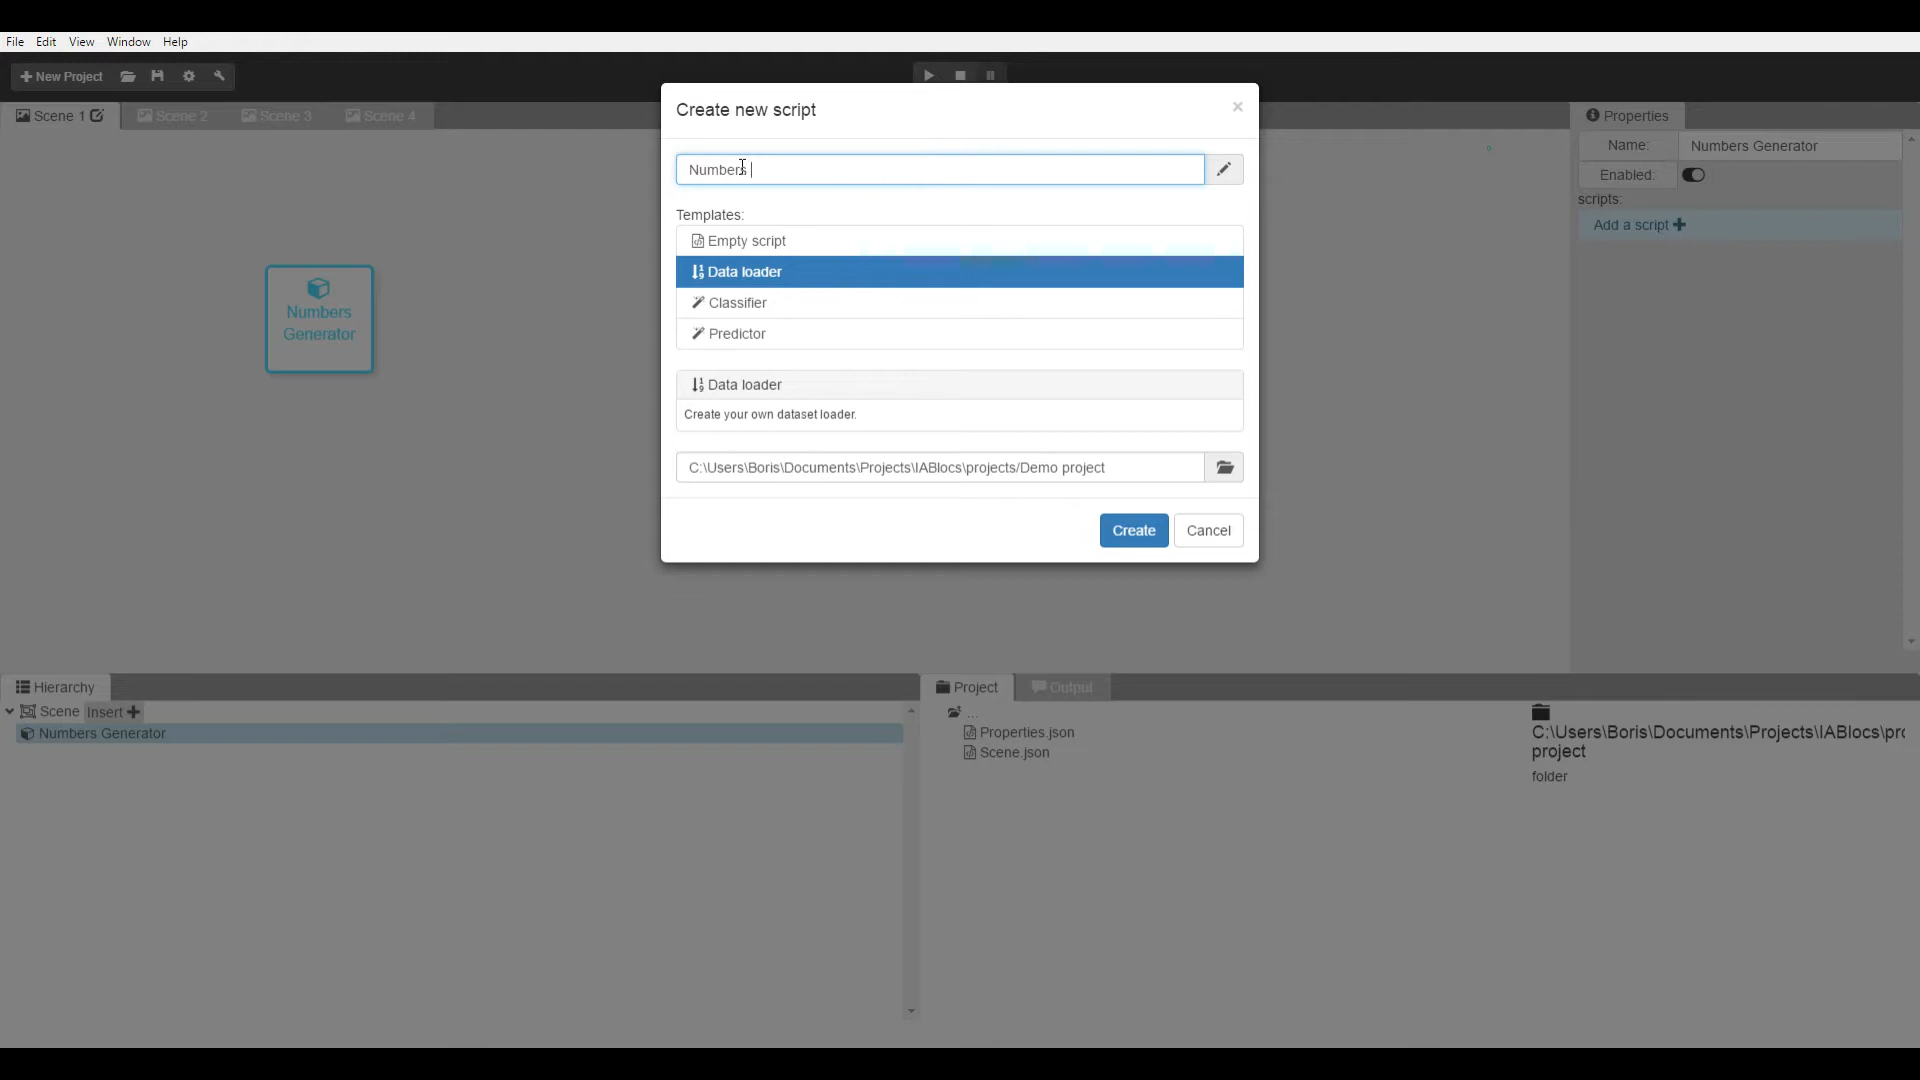 File Edit View Window Help
New Project
Scene 1 Scene 2 Scene 3 Scene 4
Create new script
×
Numbers
Templates:
Empty script
Data loader
Classifier
Predictor
Data loader
Create your own dataset loader.
C:\Users\Boris\Documents\Projects\IABlocs\projects/Demo project
Create Cancel
Numbers
Generator
Properties
Name: Numbers Generator
Enabled:
scripts:
Add a script
Hierarchy
Scene Insert
Numbers Generator
Project Output
...
Properties.json
Scene.json
C:\Users\Boris\Documents\Projects\IABlocs\pro
project
folder